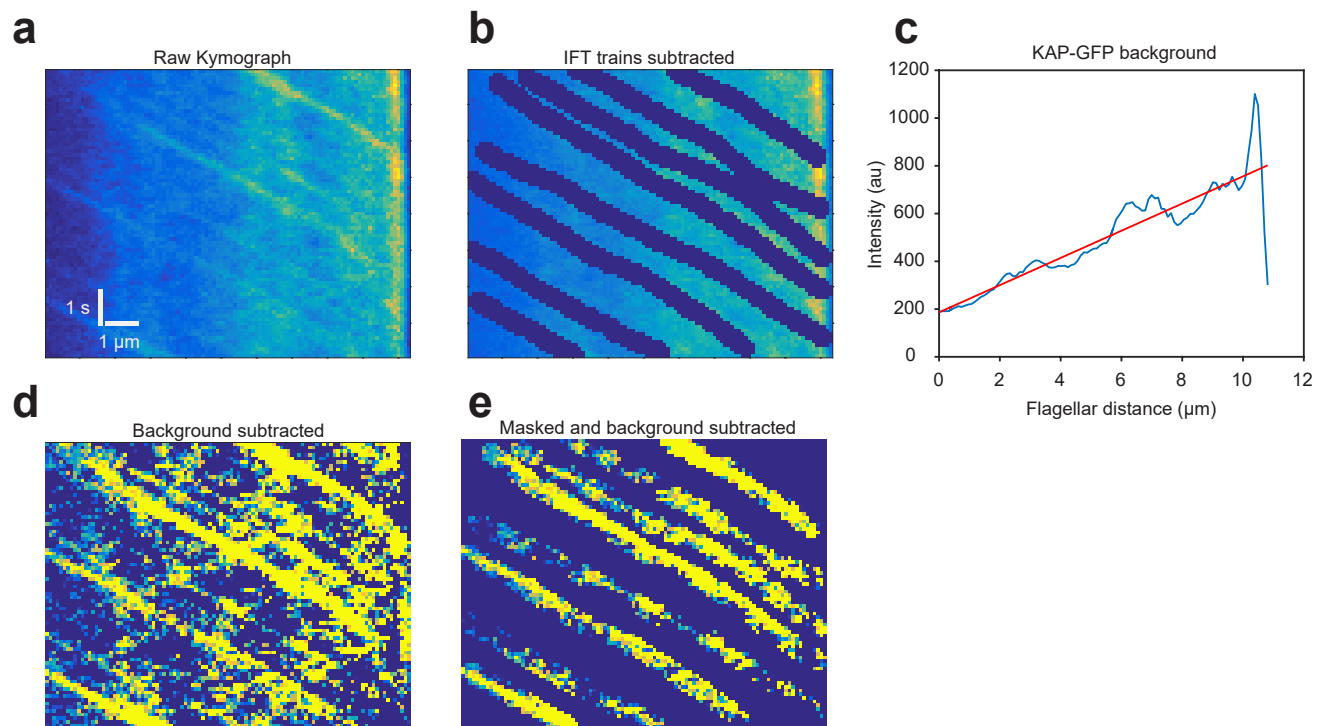 a
Raw Kymograph
1 s
1 µm
b
IFT trains subtracted
c
KAP-GFP background
1200
1000
800
600
400
200
0
Intensity (au)
0 2 4 6 8 10 12
Flagellar distance (µm)
d
Background subtracted
e
Masked and background subtracted